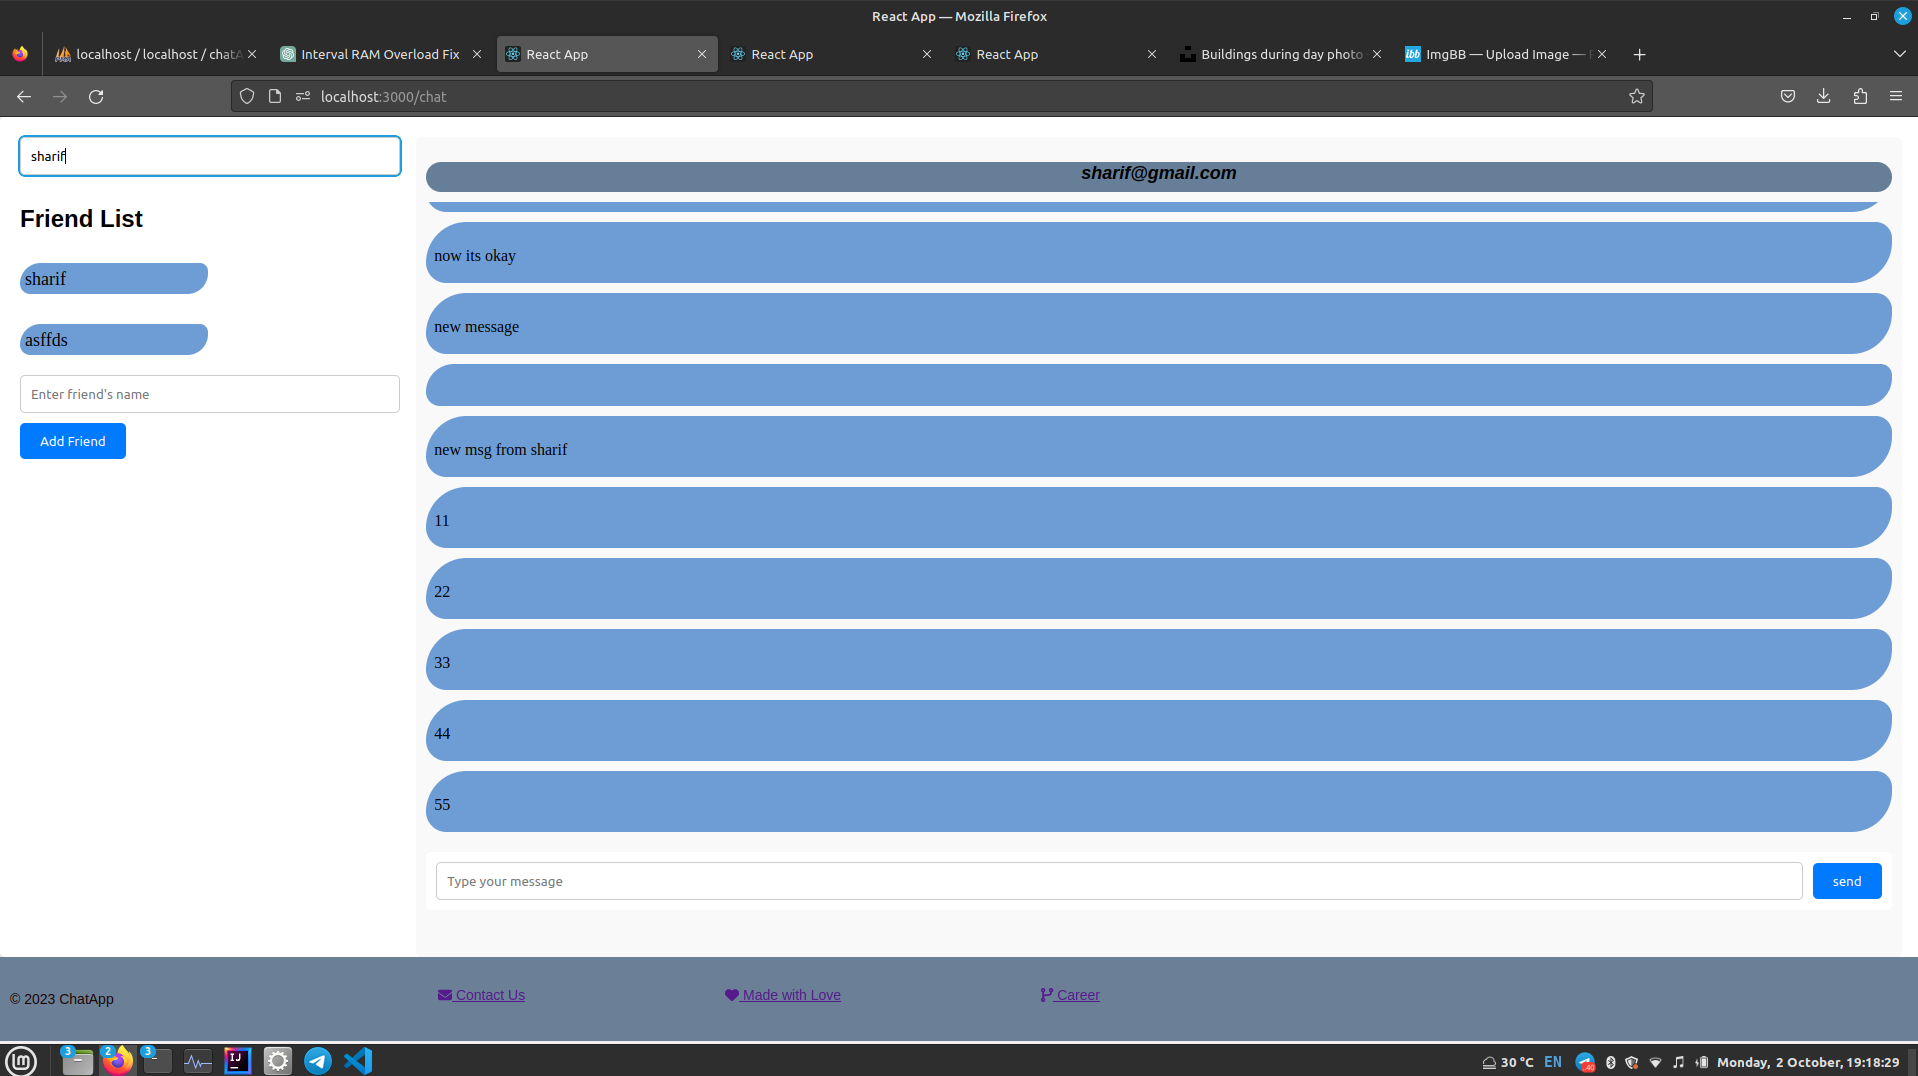 React App — Mozilla Firefox
localhost / localhost / chatA
Interval RAM Overload Fix
React App
React App
React App
Buildings during day photo
ImgBB — Upload Image —
localhost:3000/chat
sharif
Friend List
sharif
asffds
Enter friend's name
Add Friend
sharif@gmail.com
now its okay
new message
new msg from sharif
11
22
33
44
55
Type your message
send
© 2023 ChatApp
Contact Us
Made with Love
Career
3
2
3
IJ
30 °C
EN
40
Monday, 2 October, 19:18:29